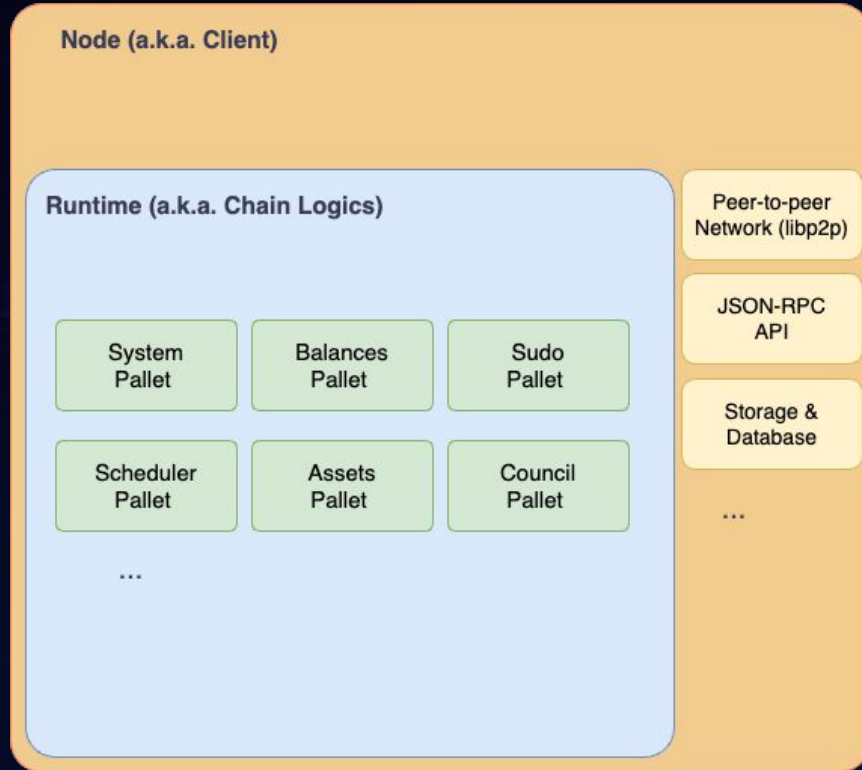 Node (a.k.a. Client)
Runtime (a.k.a. Chain Logics)
System
Pallet
Balances
Pallet
Sudo
Pallet
Scheduler
Pallet
Assets
Pallet
Council
Pallet
...
Peer-to-peer
Network (libp2p)
JSON-RPC
API
Storage &
Database
...